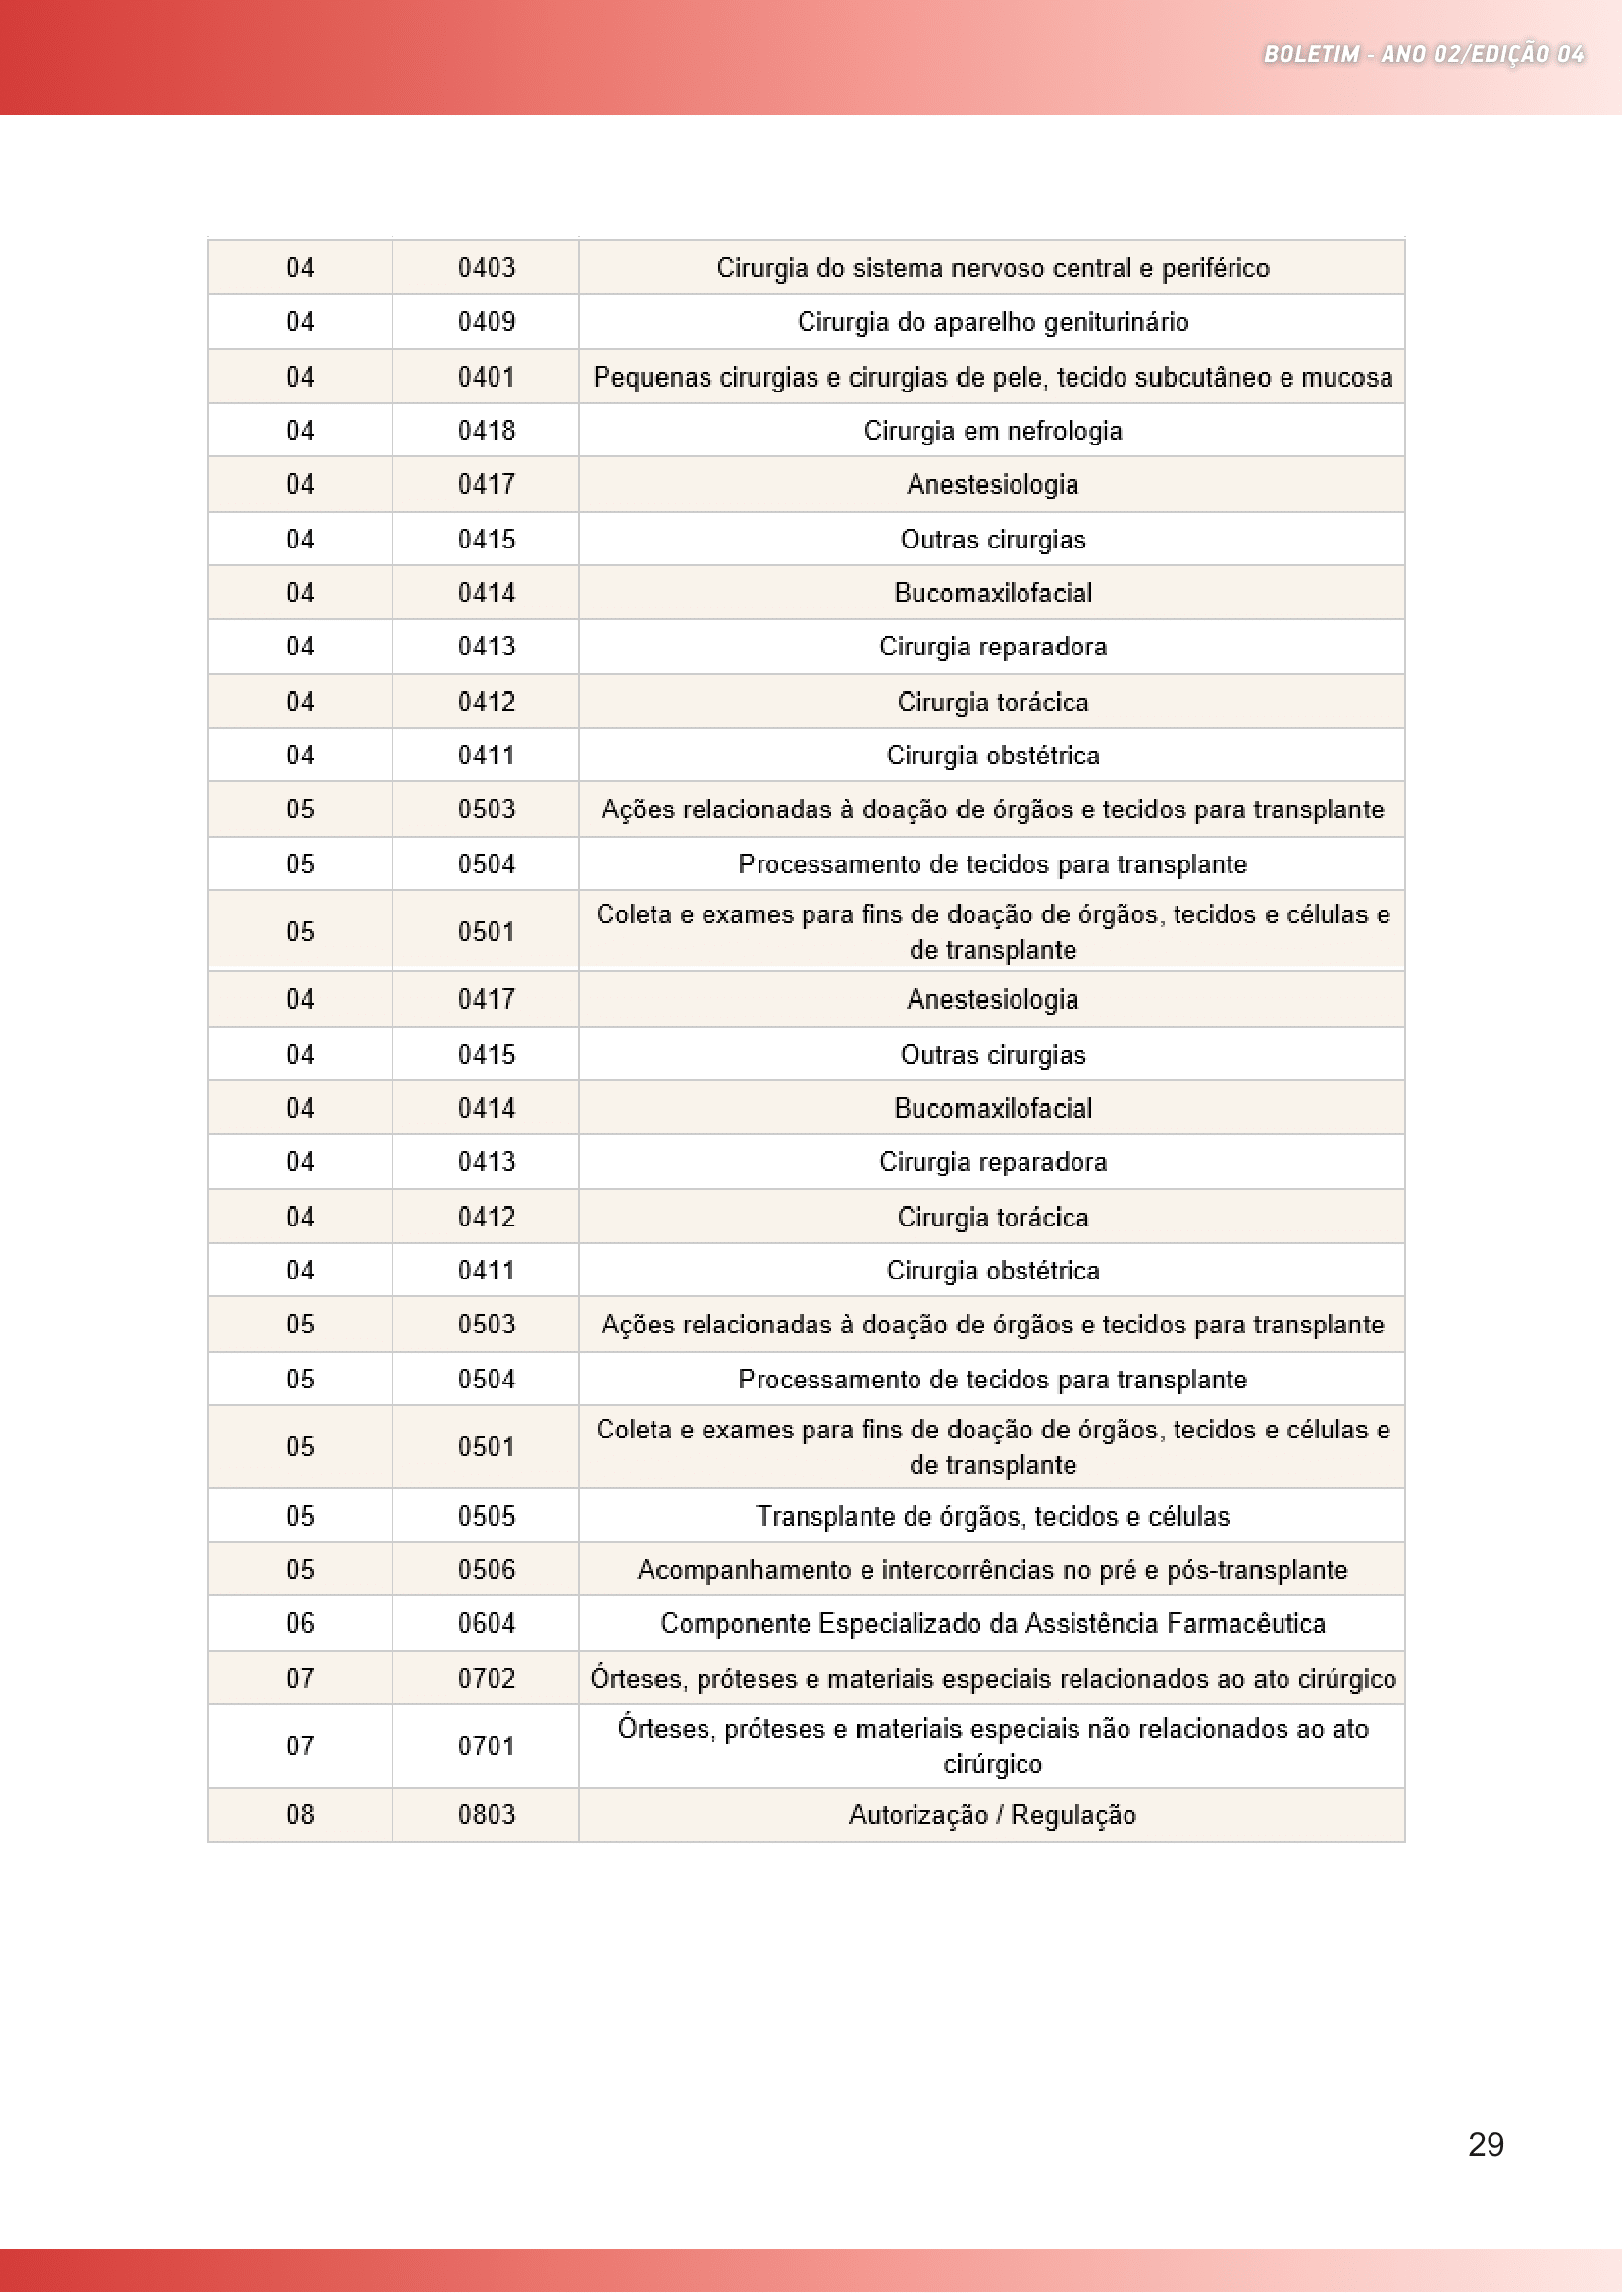 BOLETIM - ANO 02/EDIÇÃO 04
04 0403 Cirurgia do sistema nervoso central e periférico
04 0409 Cirurgia do aparelho geniturinário
04 0401 Pequenas cirurgias e cirurgias de pele, tecido subcutâneo e mucosa
04 0418 Cirurgia em nefrologia
04 0417 Anestesiologia
04 0415 Outras cirurgias
04 0414 Bucomaxilofacial
04 0413 Cirurgia reparadora
04 0412 Cirurgia torácica
04 0411 Cirurgia obstétrica
05 0503 Ações relacionadas à doação de órgãos e tecidos para transplante
05 0504 Processamento de tecidos para transplante
05 0501 Coleta e exames para fins de doação de órgãos, tecidos e células e
de transplante
04 0417 Anestesiologia
04 0415 Outras cirurgias
04 0414 Bucomaxilofacial
04 0413 Cirurgia reparadora
04 0412 Cirurgia torácica
04 0411 Cirurgia obstétrica
05 0503 Ações relacionadas à doação de órgãos e tecidos para transplante
05 0504 Processamento de tecidos para transplante
05 0501 Coleta e exames para fins de doação de órgãos, tecidos e células e
de transplante
05 0505 Transplante de órgãos, tecidos e células
05 0506 Acompanhamento e intercorrências no pré e pós-transplante
06 0604 Componente Especializado da Assistência Farmacêutica
07 0702 Órteses, próteses e materiais especiais relacionados ao ato cirúrgico
07 0701 Órteses, próteses e materiais especiais não relacionados ao ato
cirúrgico
08 0803 Autorização / Regulação
29